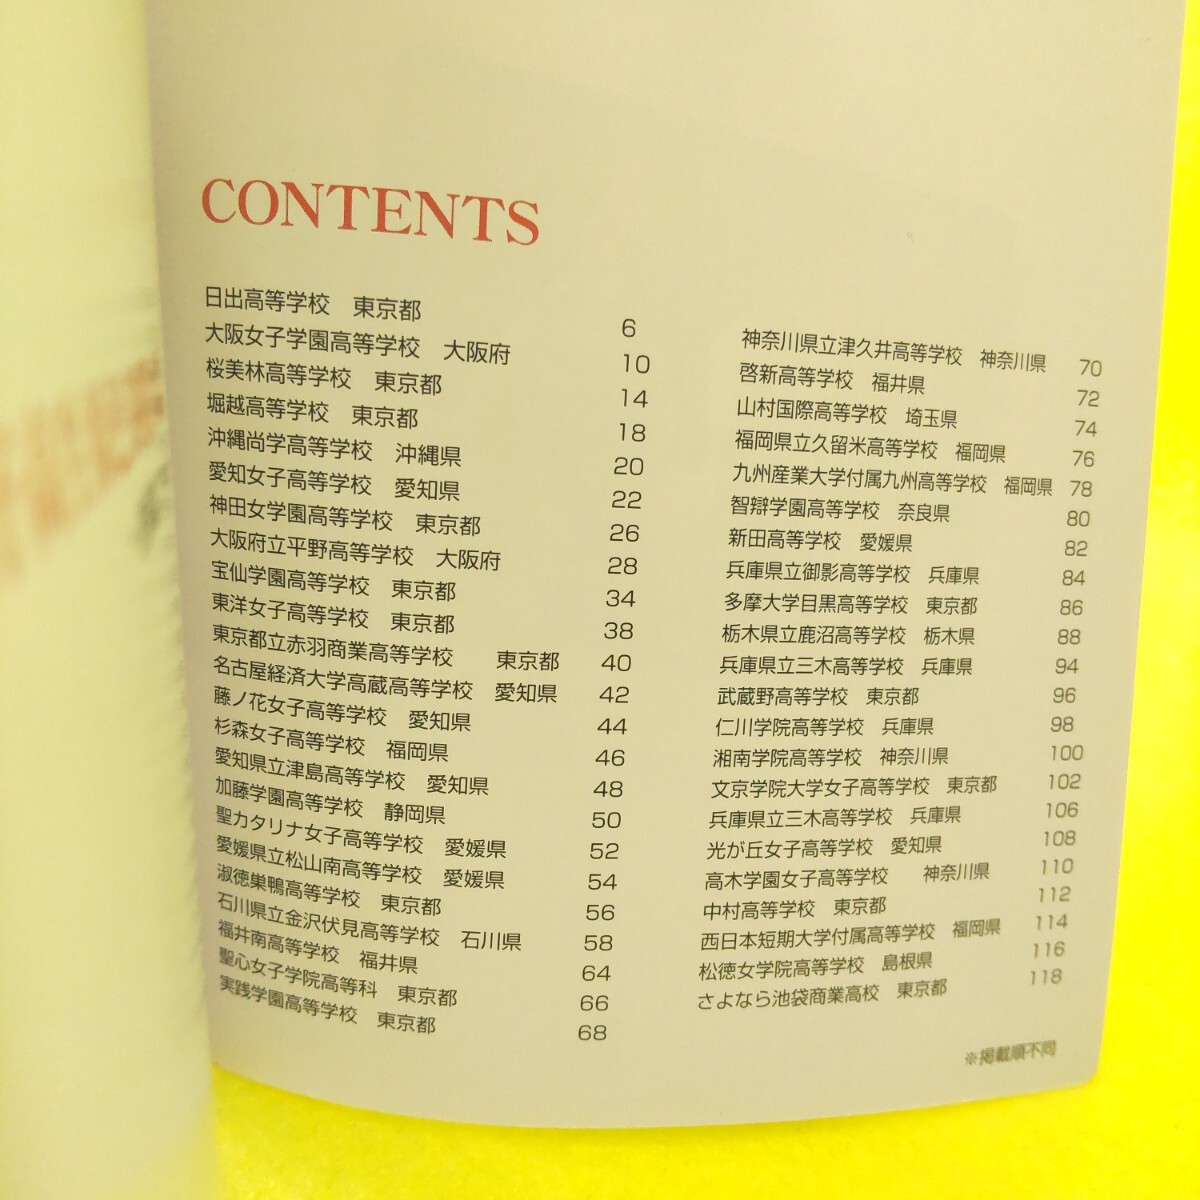 CONTENTS
日出高等学校 東京都 6
大阪女子学園高等学校 大阪府 10
桜美林高等学校 東京都 14
堀越高等学校 東京都 18
沖縄尚学高等学校 沖縄県 20
愛知女子高等学校 愛知県 22
神田女学園高等学校 東京都 26
大阪府立平野高等学校 大阪府 28
宝仙学園高等学校 東京都 34
東洋女子高等学校 東京都 38
東京都立赤羽商業高等学校 東京都 40
名古屋経済大学高蔵高等学校 愛知県 42
藤ノ花女子高等学校 愛知県 44
杉森女子高等学校 福岡県 46
愛知県立津島高等学校 愛知県 48
加藤学園高等学校 静岡県 50
聖カタリナ女子高等学校 愛媛県 52
愛媛県立松山南高等学校 愛媛県 54
淑徳巣鴨高等学校 東京都 56
石川県立金沢伏見高等学校 石川県 58
福井南高等学校 福井県 64
聖心女子学院高等科 東京都 66
実践学園高等学校 東京都 68
神奈川県立津久井高等学校 神奈川県 70
啓新高等学校 福井県 72
山村国際高等学校 埼玉県 74
福岡県立久留米高等学校 福岡県 76
九州産業大学付属九州高等学校 福岡県 78
智辯学園高等学校 奈良県 80
新田高等学校 愛媛県 82
兵庫県立御影高等学校 兵庫県 84
多摩大学目黒高等学校 東京都 86
栃木県立鹿沼高等学校 栃木県 88
兵庫県立三木高等学校 兵庫県 94
武蔵野高等学校 東京都 96
仁川学院高等学校 兵庫県 98
湘南学院高等学校 神奈川県 100
文京学院大学女子高等学校 東京都 102
兵庫県立三木高等学校 兵庫県 106
光が丘女子高等学校 愛知県 108
高木学園女子高等学校 神奈川県 110
中村高等学校 東京都 112
西日本短期大学付属高等学校 福岡県 114
松徳女学院高等学校 島根県 116
さよなら池袋商業高校 東京都 118
※掲載順不同